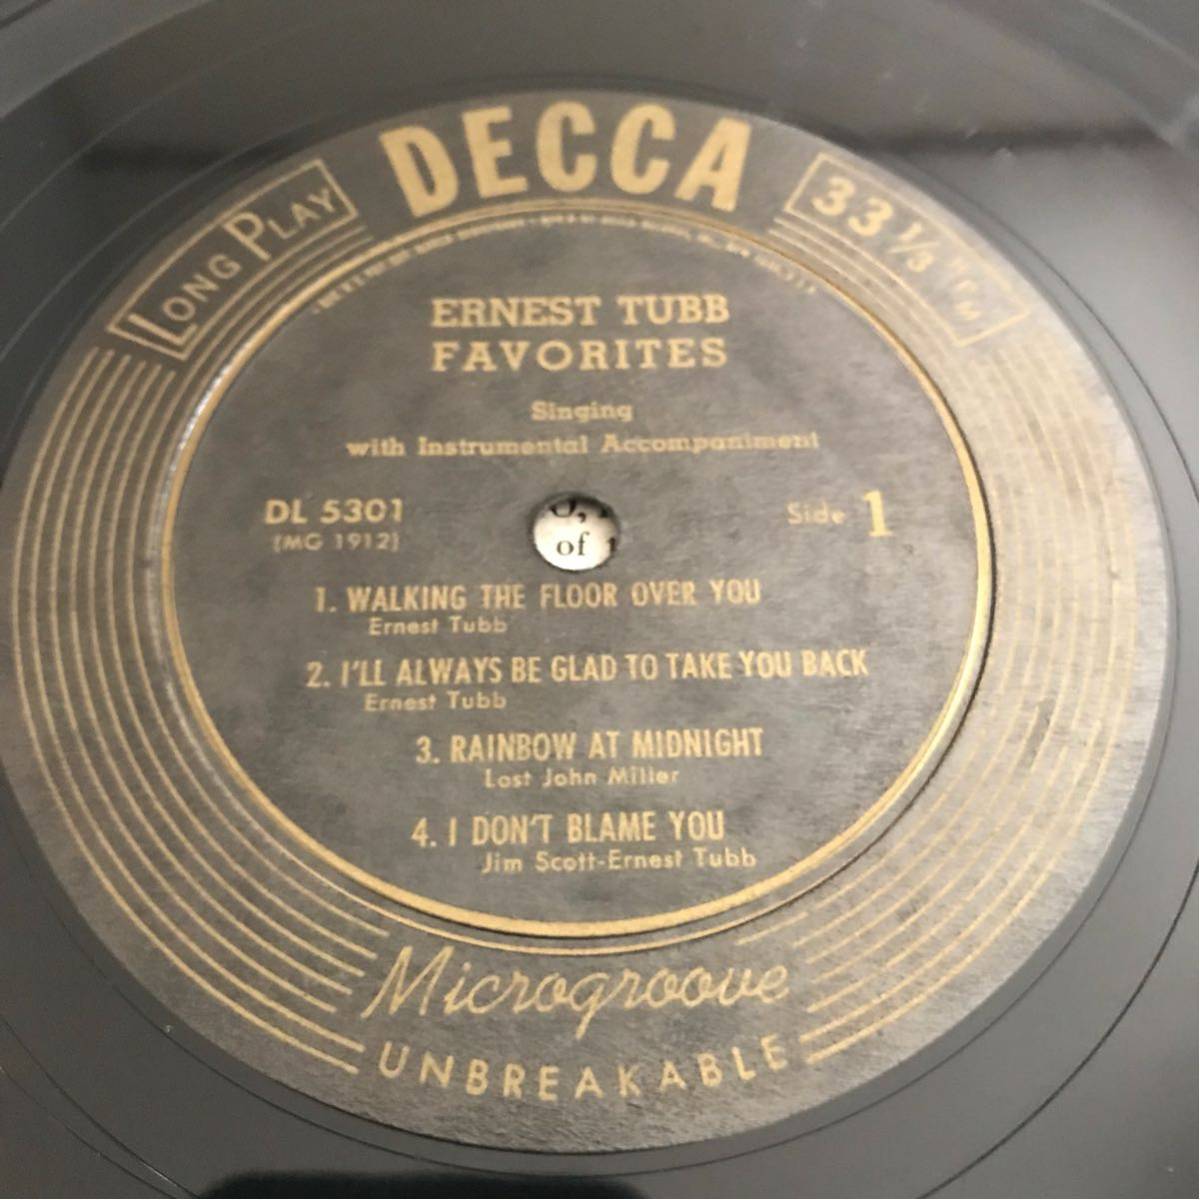 DECCA
LONG PLAY
33 1/3 RPM
ERNEST TUBB
FAVORITES
Singing
with Instrumental Accompaniment
DL 5301
Side 1
(MG 1912)
of
1. WALKING THE FLOOR OVER YOU
Ernest Tubb
2. I'LL ALWAYS BE GLAD TO TAKE YOU BACK
Ernest Tubb
3. RAINBOW AT MIDNIGHT
Lost John Miller
4. I DON'T BLAME YOU
Jim Scott-Ernest Tubb
Microgroove
UNBREAKABLE